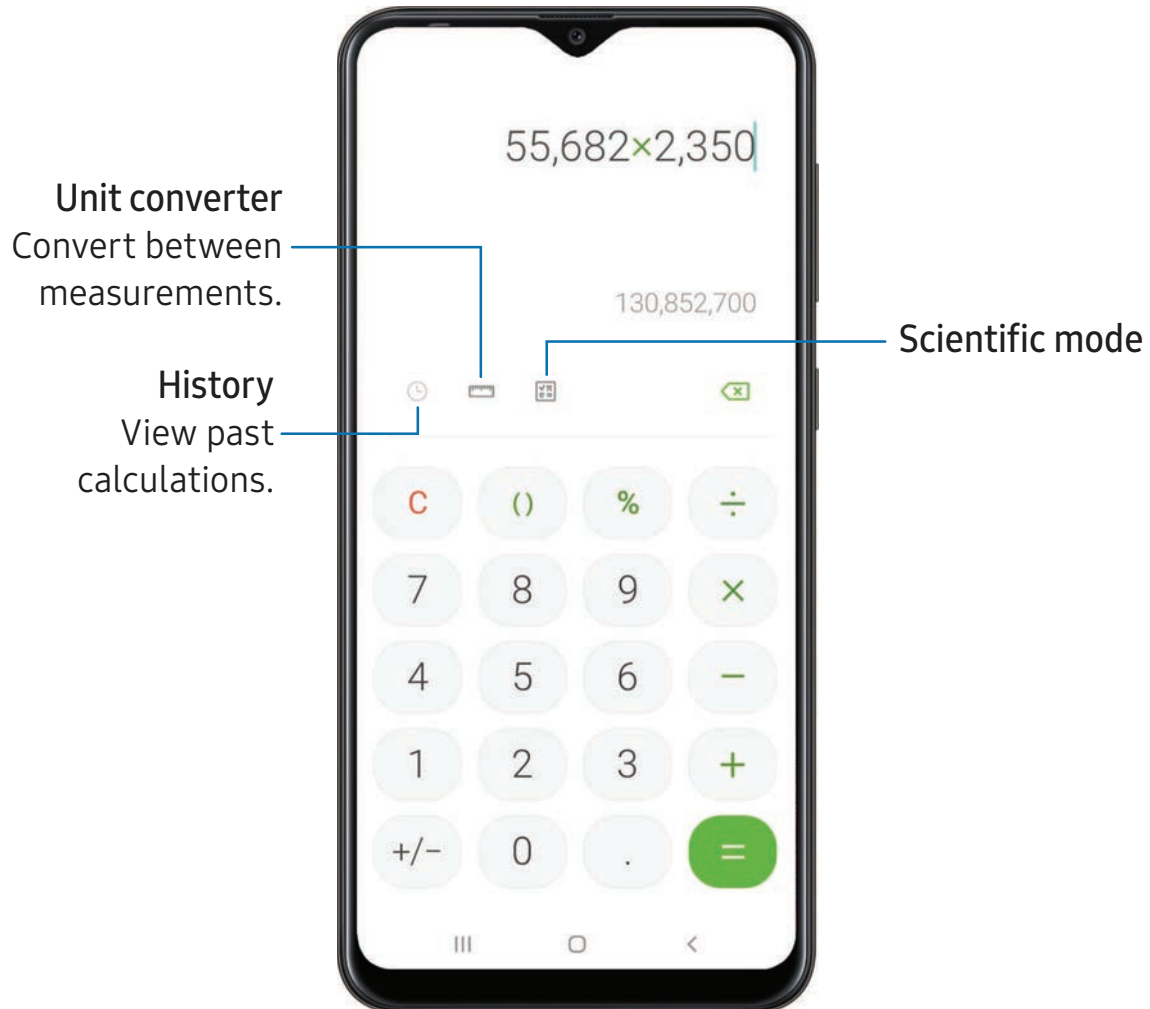 55,682×2,350
Unit converter
Convert between
measurements.
130,852,700
Scientific mode
History
View past
calculations.
C () % ÷
7 8 9 ×
4 5 6 −
1 2 3 +
+/− 0 . =